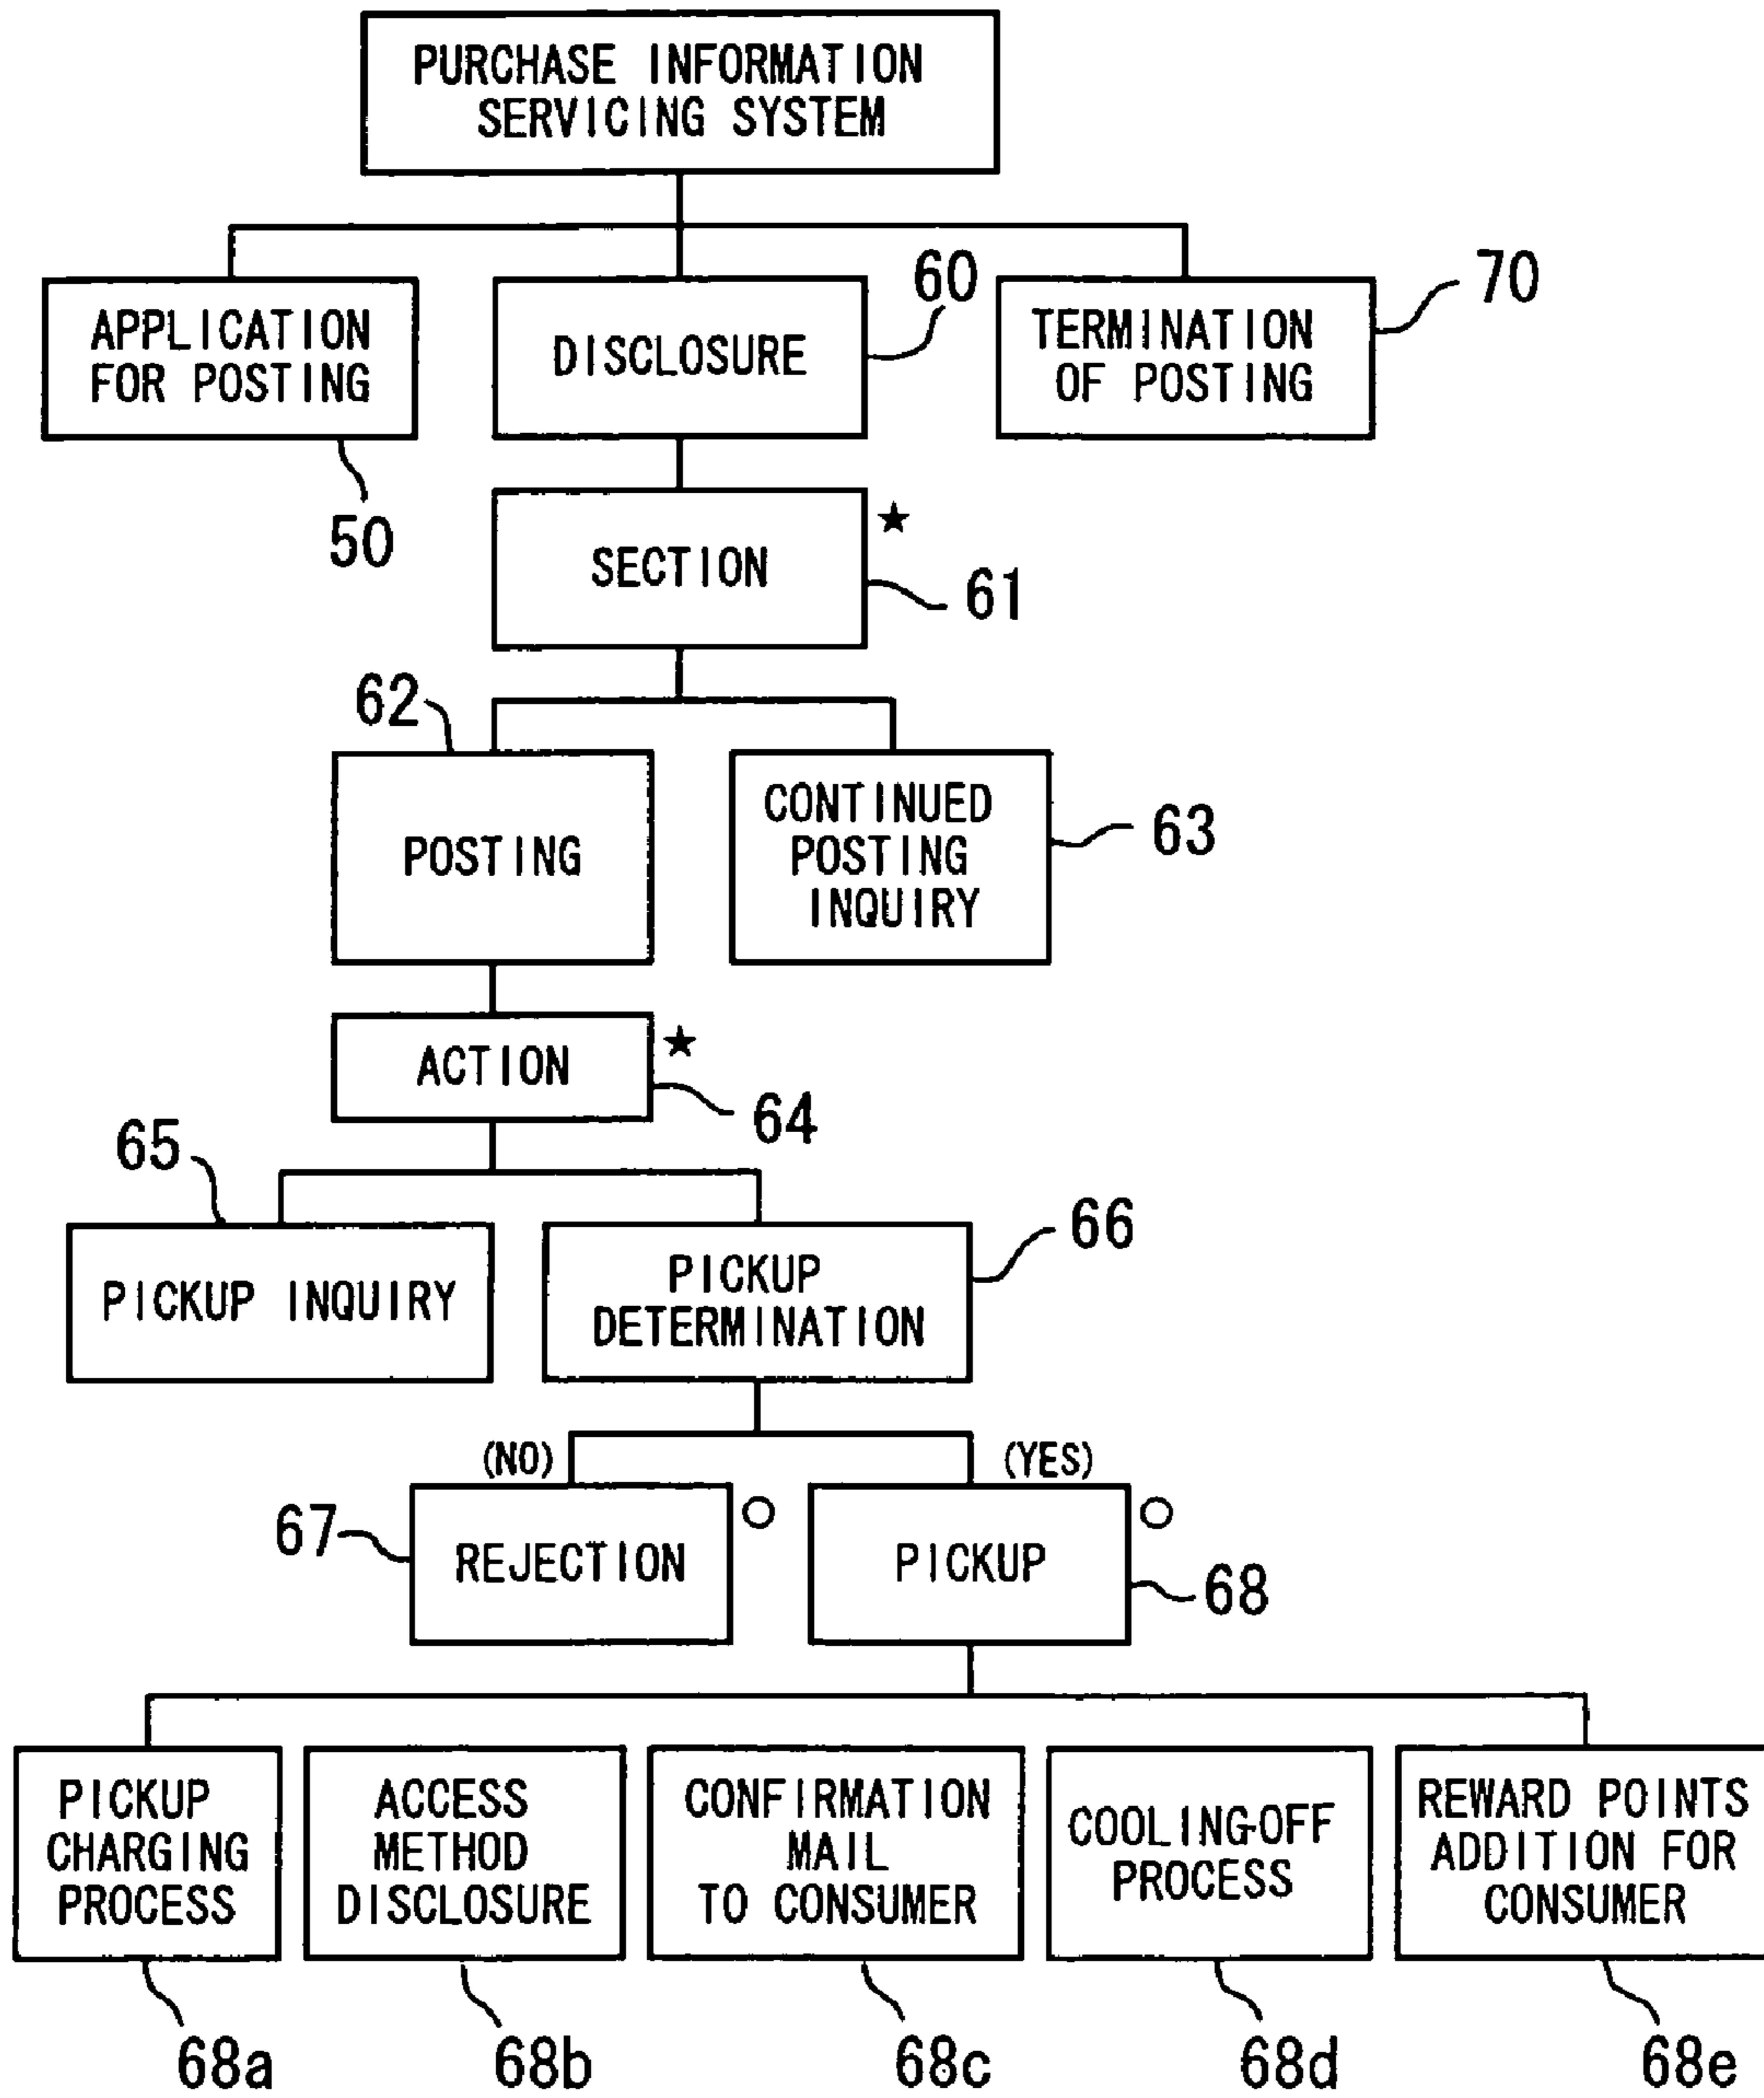 PURCHASE INFORMATION
SERVICING SYSTEM
APPLICATION
FOR POSTING
50
DISCLOSURE
60
TERMINATION
OF POSTING
70
SECTION
★
61
62
POSTING
CONTINUED
POSTING
INQUIRY
63
ACTION
★
64
65
PICKUP INQUIRY
PICKUP
DETERMINATION
66
(NO)
(YES)
67
REJECTION
○
PICKUP
○
68
PICKUP
CHARGING
PROCESS
68a
ACCESS
METHOD
DISCLOSURE
68b
CONFIRMATION
MAIL
TO CONSUMER
68c
COOLING-OFF
PROCESS
68d
REWARD POINTS
ADDITION FOR
CONSUMER
68e